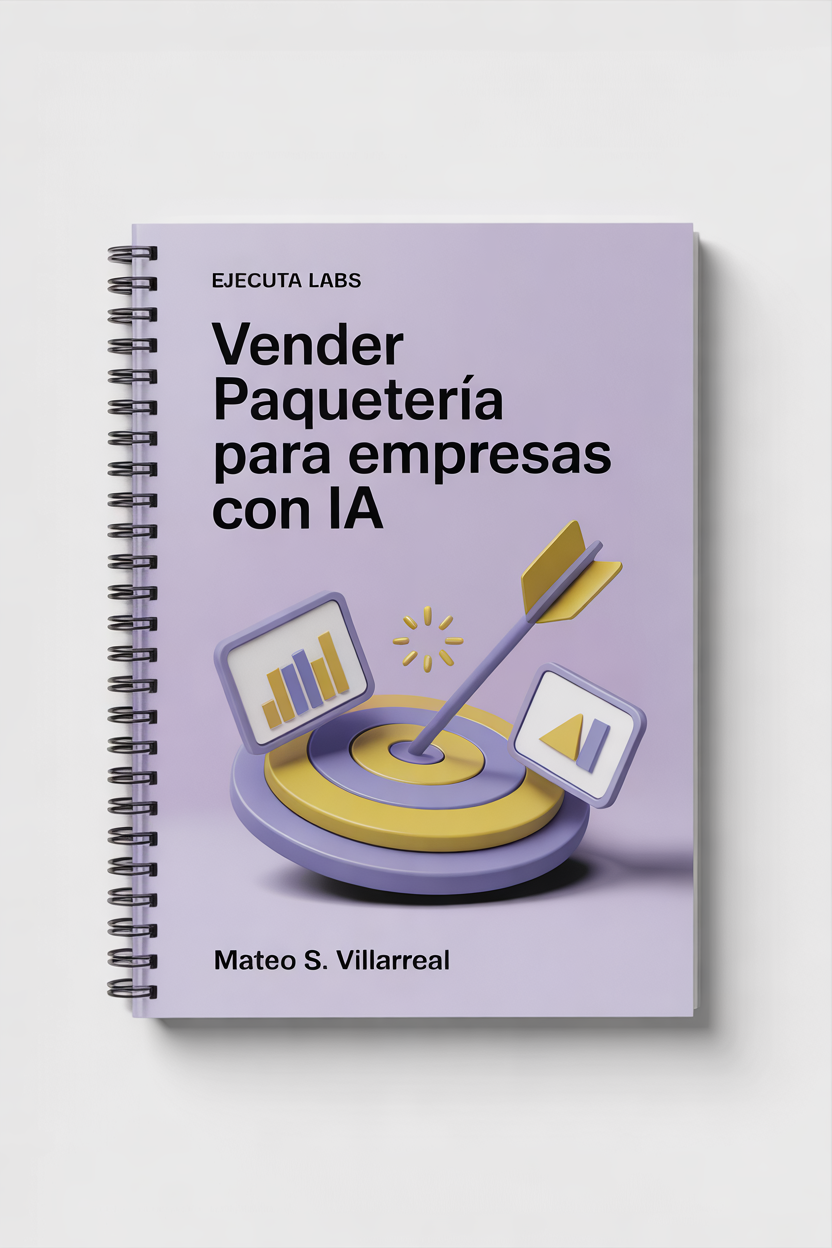 EJECUTA LABS
Vender
Paquetería
para empresas
con IA
Mateo S. Villarreal